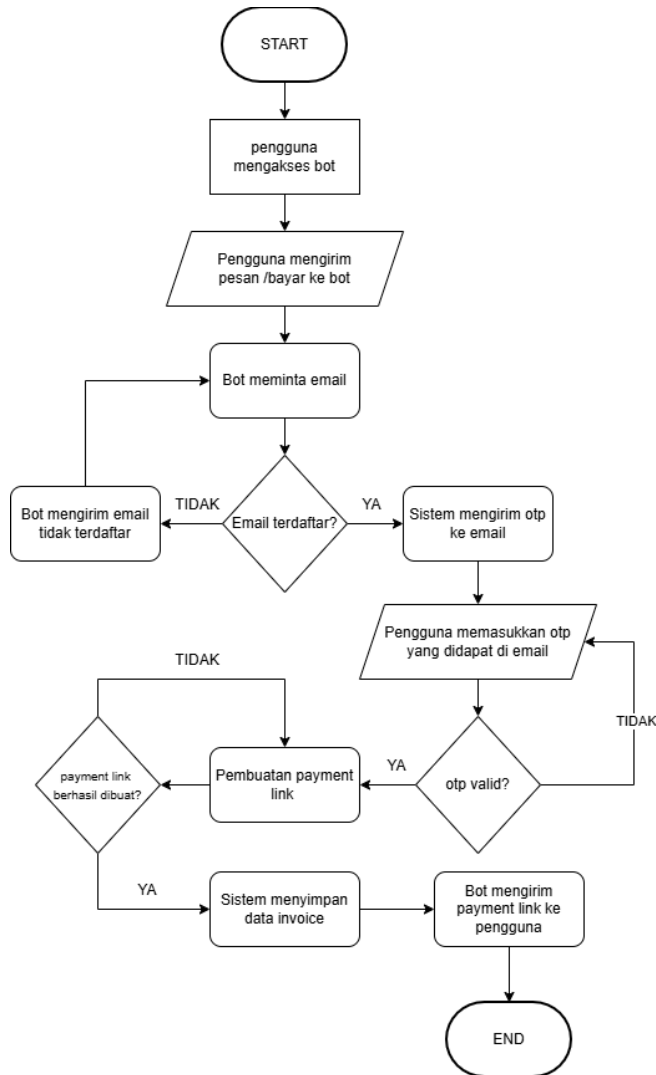 START
pengguna
mengakses bot
Pengguna mengirim
pesan /bayar ke bot
Bot meminta email
Bot mengirim email
tidak terdaftar
TIDAK
Email terdaftar?
YA
Sistem mengirim otp
ke email
Pengguna memasukkan otp
yang didapat di email
TIDAK
otp valid?
YA
Pembuatan payment
link
TIDAK
payment link
berhasil dibuat?
YA
Sistem menyimpan
data invoice
Bot mengirim
payment link ke
pengguna
END